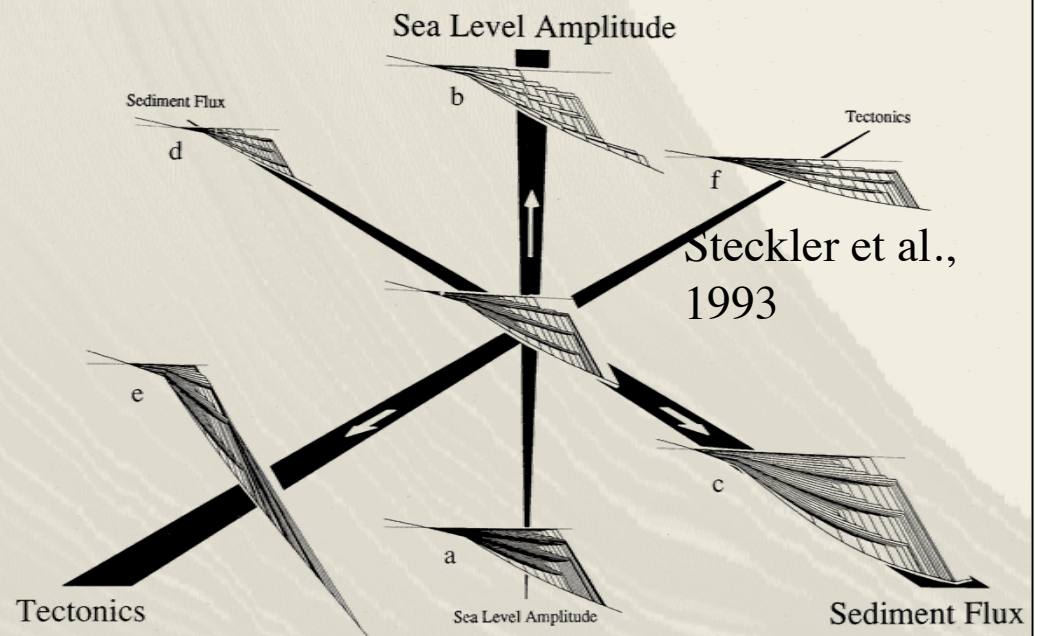 Sea Level Amplitude
b
Sediment Flux
d
Tectonics
f
Steckler et al.,
1993
e
c
a
Tectonics
Sea Level Amplitude
Sediment Flux